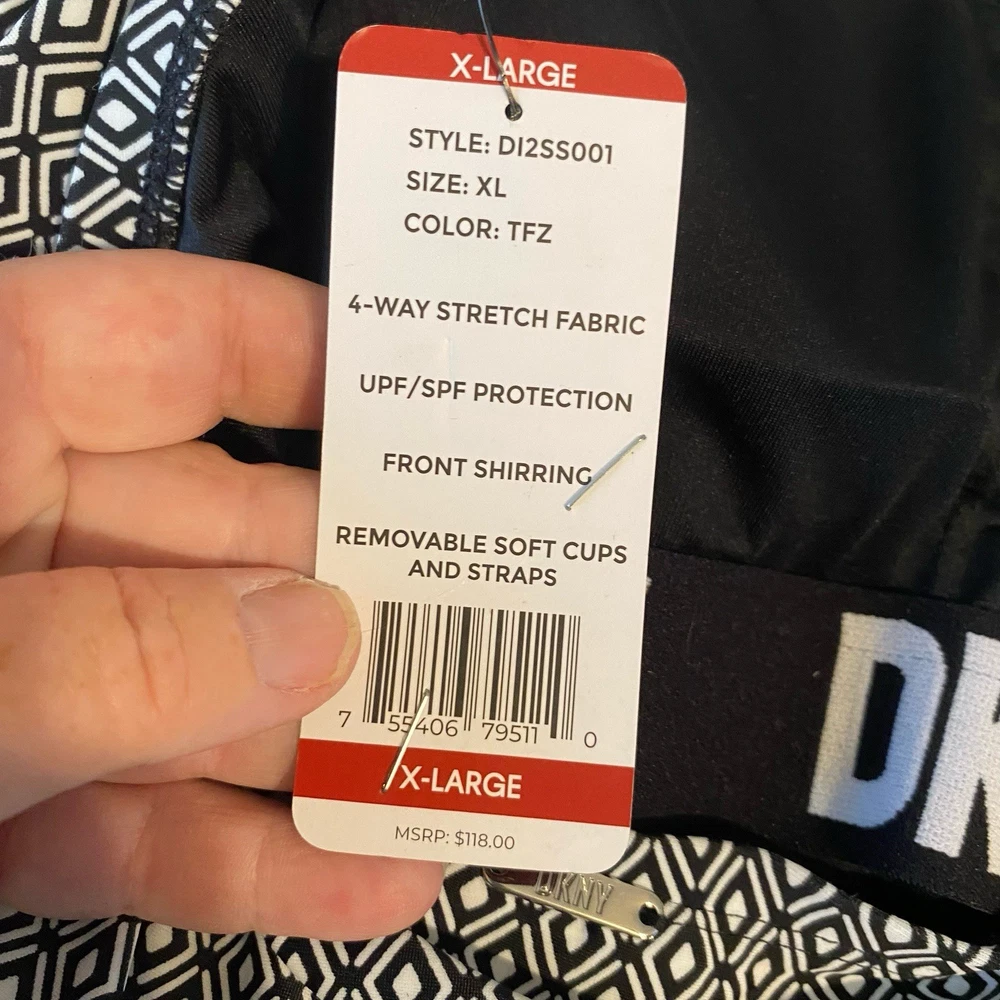 X-LARGE
STYLE: DI2SS001
SIZE: XL
COLOR: TFZ
4-WAY STRETCH FABRIC
UPF/SPF PROTECTION
FRONT SHIRRING
REMOVABLE SOFT CUPS
AND STRAPS
7 55406 79511 0
X-LARGE
MSRP: $118.00
DK
DKNY